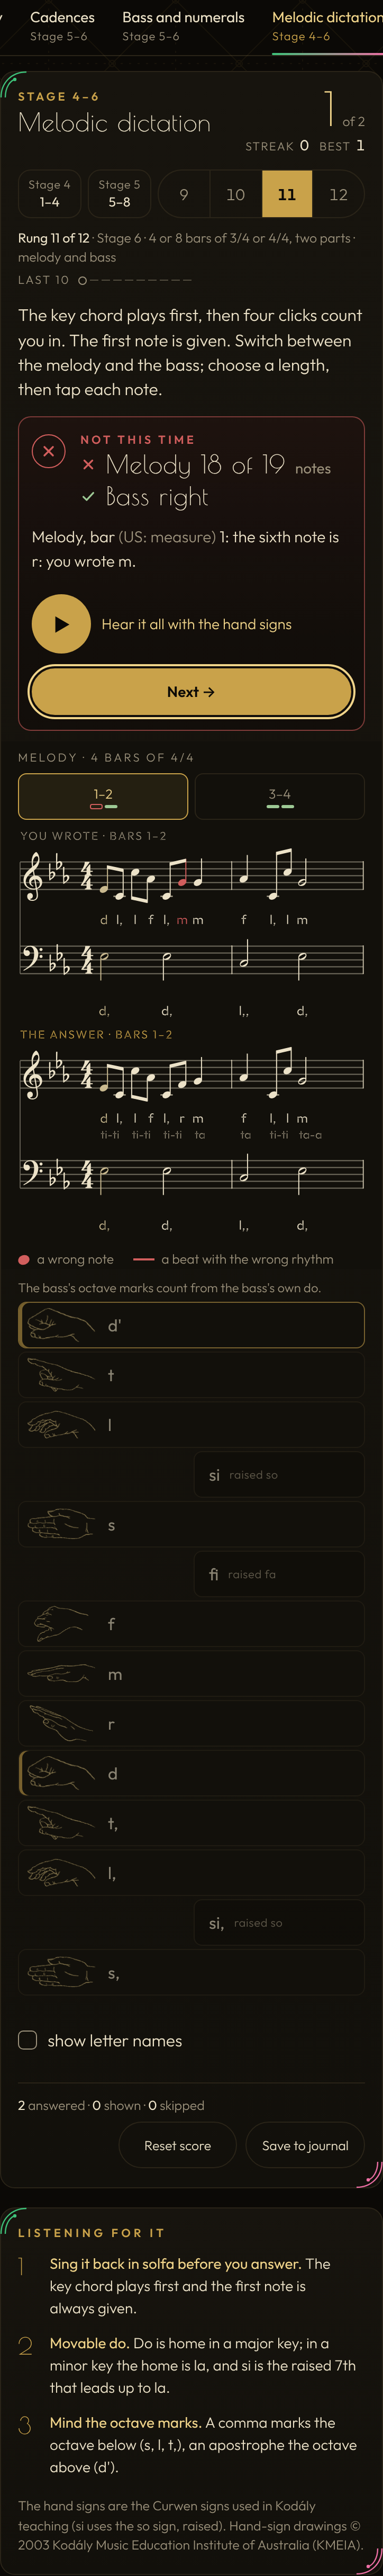 Cadences Bass and numerals Melodic dictation
Stage 5–6 Stage 5–6 Stage 4–6
STAGE 4–6
Melodic dictation
1 of 2
STREAK 0 BEST 1
Stage 4 Stage 5
1–4 5–8 9 10 11 12
Rung 11 of 12 · Stage 6 · 4 or 8 bars of 3/4 or 4/4, two parts ·
melody and bass
LAST 10
The key chord plays first, then four clicks count
you in. The first note is given. Switch between
the melody and the bass; choose a length,
then tap each note.
NOT THIS TIME
Melody 18 of 19 notes
Bass right
Melody, bar (US: measure) 1: the sixth note is
r: you wrote m.
Hear it all with the hand signs
Next →
MELODY · 4 BARS OF 4/4
1–2 3–4
YOU WROTE · BARS 1–2
4 4
d l, l f l, m m f l, l m
4 4
d, d, l,, d,
THE ANSWER · BARS 1–2
4 4
d l, l f l, r m f l, l m
ti-ti ti-ti ti-ti ta ta ti-ti ta-a
4 4
d, d, l,, d,
a wrong note a beat with the wrong rhythm
The bass's octave marks count from the bass's own do.
d'
t
l
si raised so
s
fi raised fa
f
m
r
d
t,
l,
si, raised so
s,
show letter names
2 answered · 0 shown · 0 skipped
Reset score Save to journal
LISTENING FOR IT
1 Sing it back in solfa before you answer. The
key chord plays first and the first note is
always given.
2 Movable do. Do is home in a major key; in a
minor key the home is la, and si is the raised 7th
that leads up to la.
3 Mind the octave marks. A comma marks the
octave below (s, l, t,), an apostrophe the octave
above (d').
The hand signs are the Curwen signs used in Kodály
teaching (si uses the so sign, raised). Hand-sign drawings ©
2003 Kodály Music Education Institute of Australia (KMEIA).